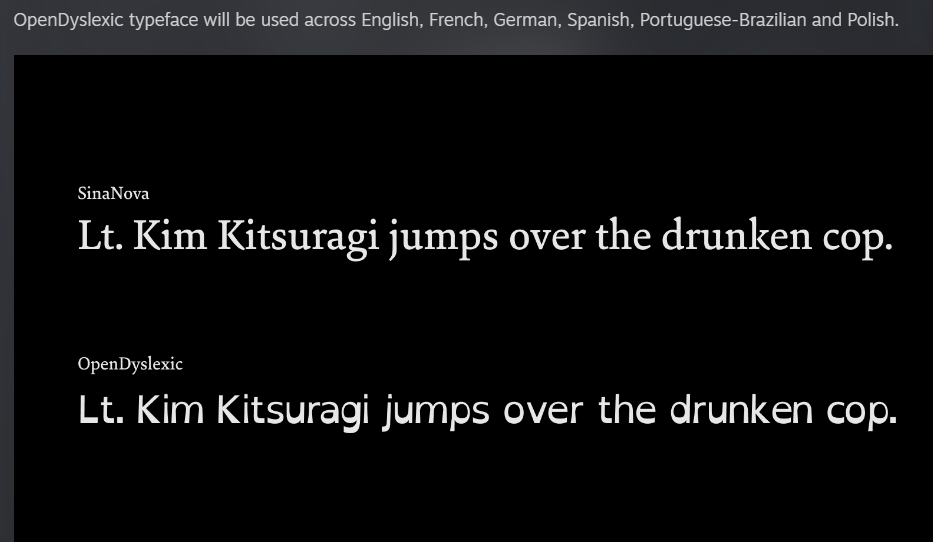 OpenDyslexic typeface will be used across English, French, German, Spanish, Portuguese-Brazilian and Polish.
SinaNova
Lt. Kim Kitsuragi jumps over the drunken cop.
OpenDyslexic
Lt. Kim Kitsuragi jumps over the drunken cop.